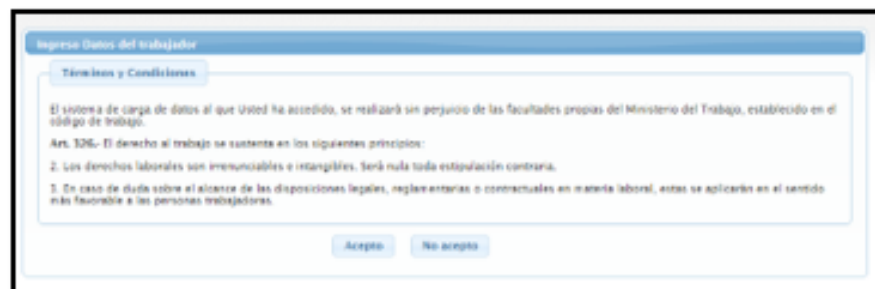 Ingreso Datos del trabajador
Términos y Condiciones
El sistema de carga de datos al que Usted ha accedido, se realizará sin perjuicio de las facultades propias del Ministerio del Trabajo, establecido en el
código de trabajo.
Art. 326.- El derecho al trabajo se sustenta en los siguientes principios:
2. Los derechos laborales son irrenunciables e intangibles. Será nula toda estipulación contraria.
3. En caso de duda sobre el alcance de las disposiciones legales, reglamentarias o contractuales en materia laboral, estas se aplicarán en el sentido
más favorable a las personas trabajadoras.
Acepto No acepto